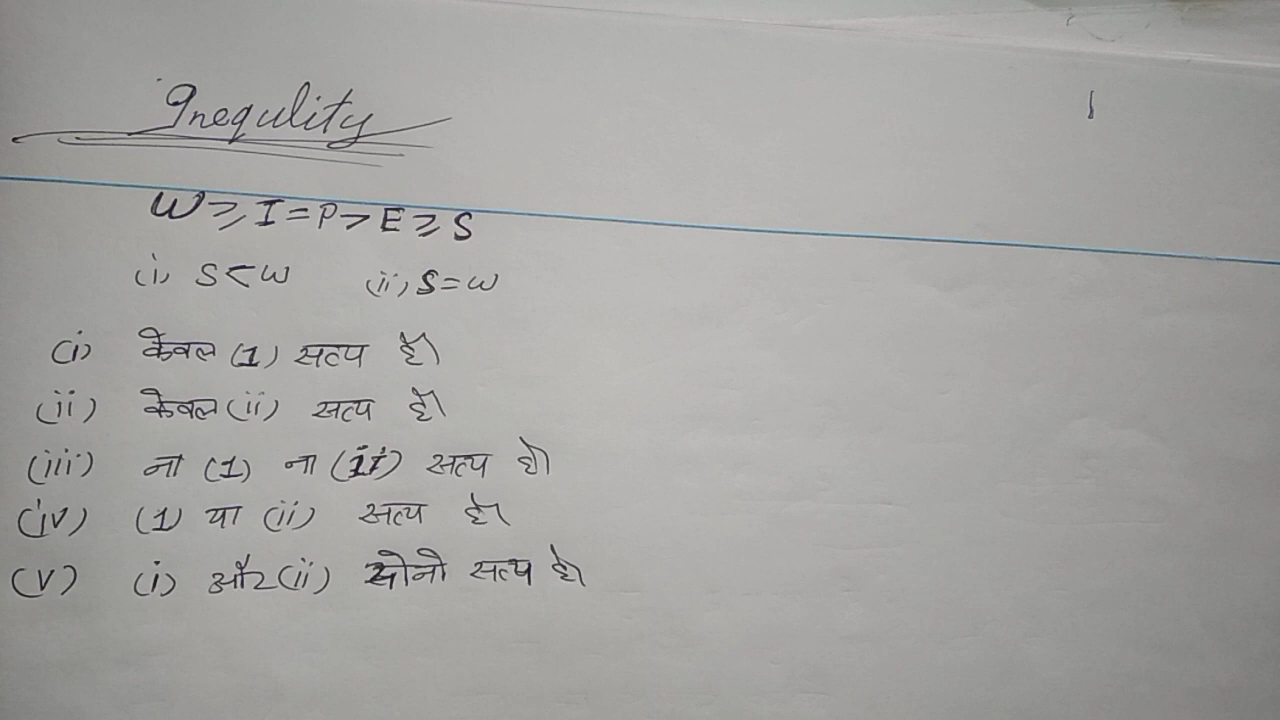 Inequlity
W ≥ I = P > E ≥ S
(i) S < W (ii) S = W
(i) केवल (1) सत्य है।
(ii) केवल (ii) सत्य है।
(iii) ना (1) ना (ii) सत्य है।
(iv) (1) या (ii) सत्य है।
(v) (i) और (ii) दोनो सत्य है।